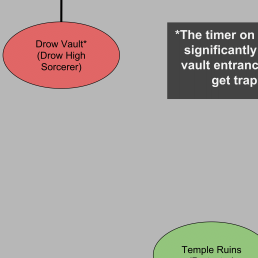 Drow Vault*
(Drow High
Sorcerer)
*The timer on
significantly
vault entranc
get trap
Temple Ruins